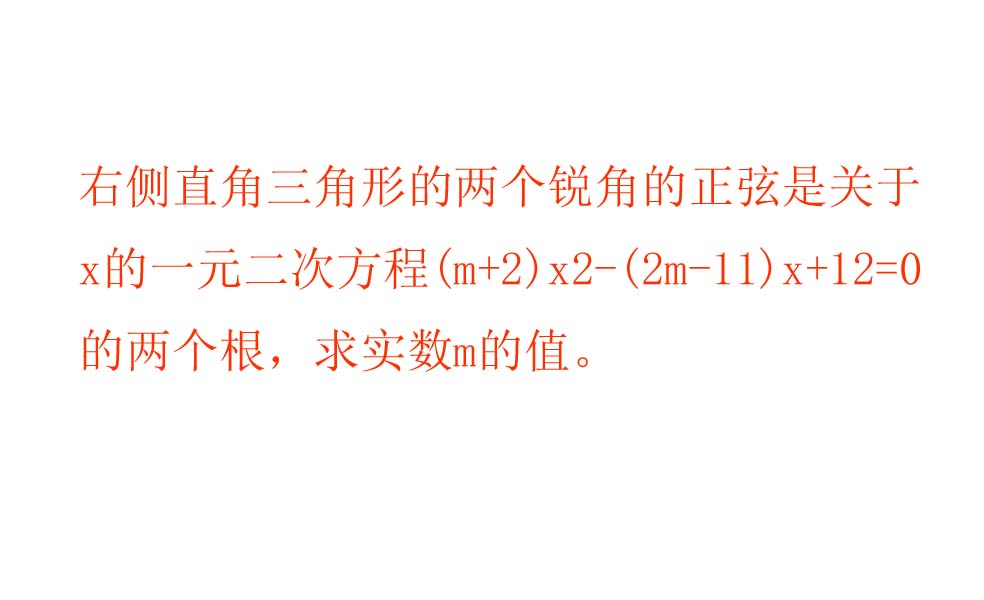 右侧直角三角形的两个锐角的正弦是关于
x的一元二次方程(m+2)x2-(2m-11)x+12=0
的两个根，求实数m的值。